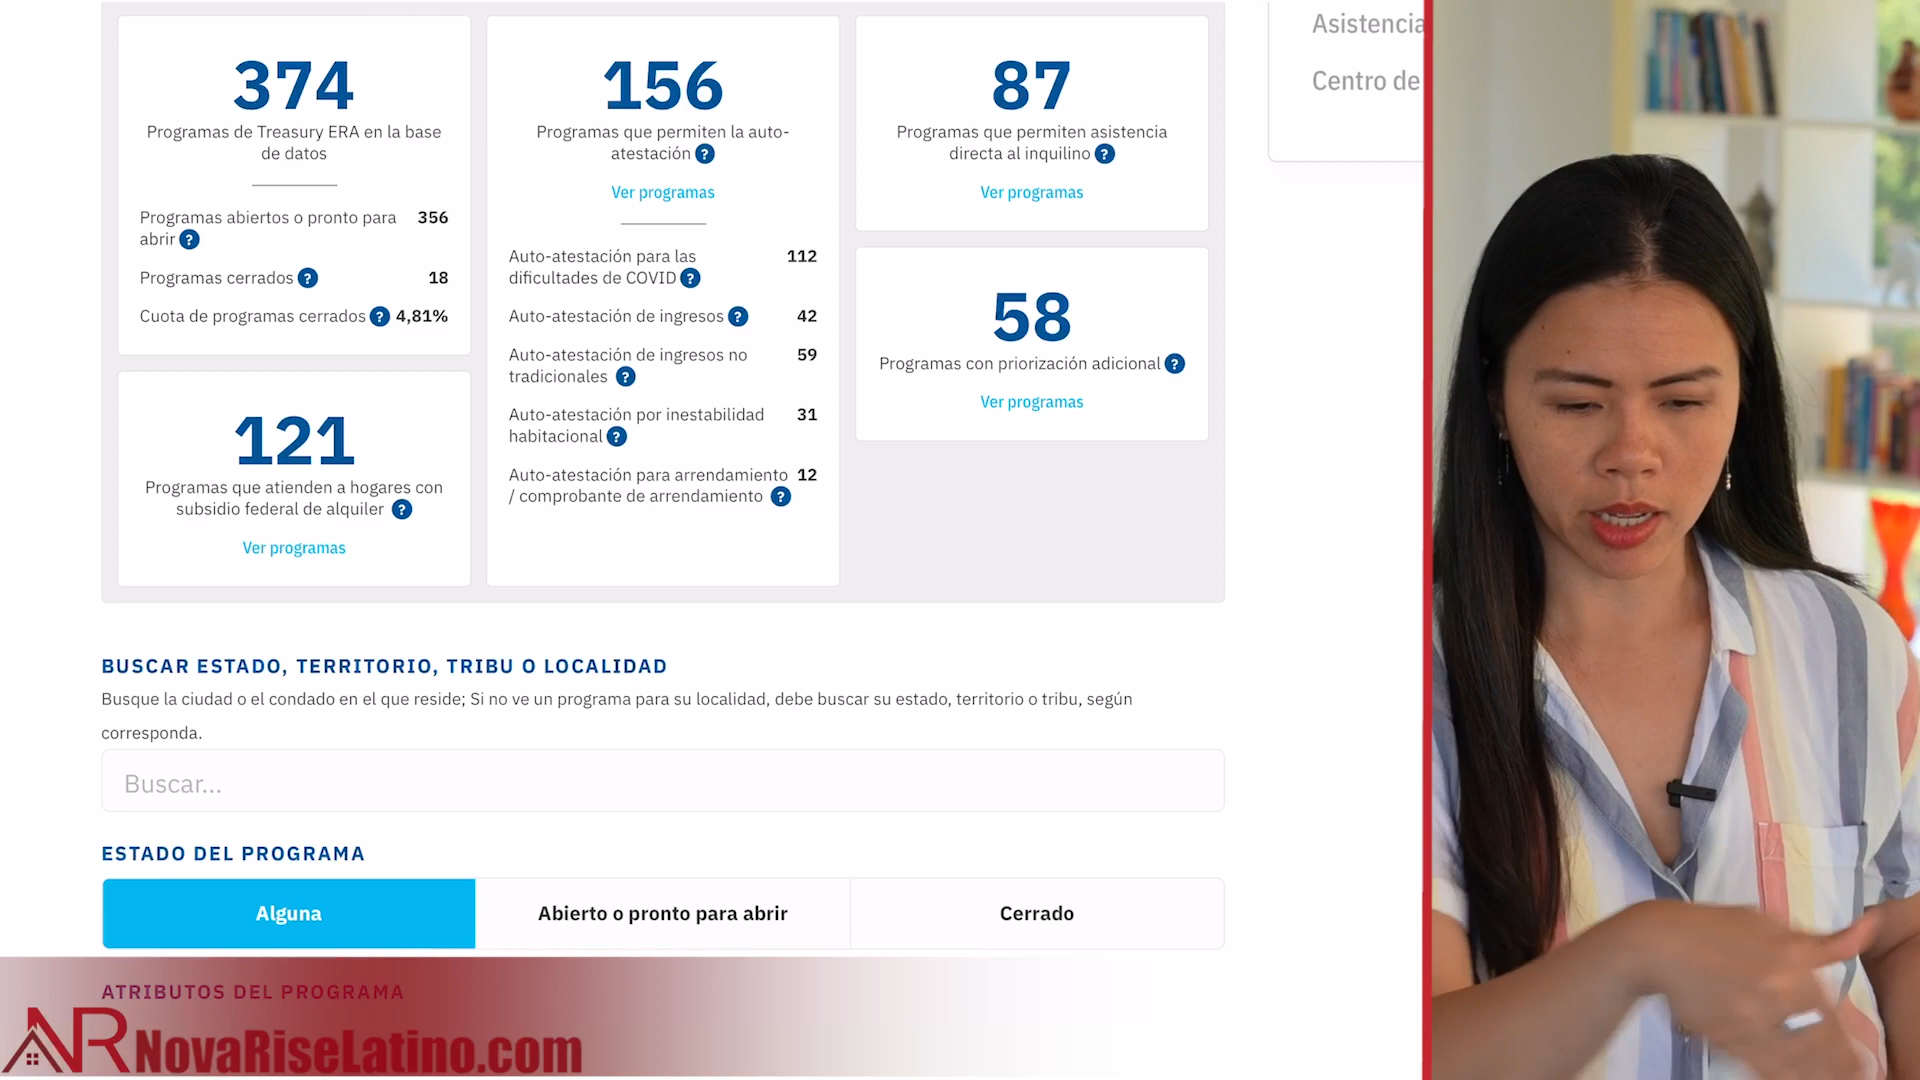 374
Programas de Treasury ERA en la base
de datos
Programas abiertos o pronto para 356
abrir ?
Programas cerrados ? 18
Cuota de programas cerrados ? 4,81%
121
Programas que atienden a hogares con
subsidio federal de alquiler ?
Ver programas
156
Programas que permiten la auto-
atestación ?
Ver programas
Auto-atestación para las 112
dificultades de COVID ?
Auto-atestación de ingresos ? 42
Auto-atestación de ingresos no 59
tradicionales ?
Auto-atestación por inestabilidad 31
habitacional ?
Auto-atestación para arrendamiento 12
/ comprobante de arrendamiento ?
87
Programas que permiten asistencia
directa al inquilino ?
Ver programas
58
Programas con priorización adicional ?
Ver programas
Asistencia
Centro de
BUSCAR ESTADO, TERRITORIO, TRIBU O LOCALIDAD
Busque la ciudad o el condado en el que reside; Si no ve un programa para su localidad, debe buscar su estado, territorio o tribu, según
corresponda.
Buscar...
ESTADO DEL PROGRAMA
Alguna
Abierto o pronto para abrir
Cerrado
ATRIBUTOS DEL PROGRAMA
NR NovaRiseLatino.com